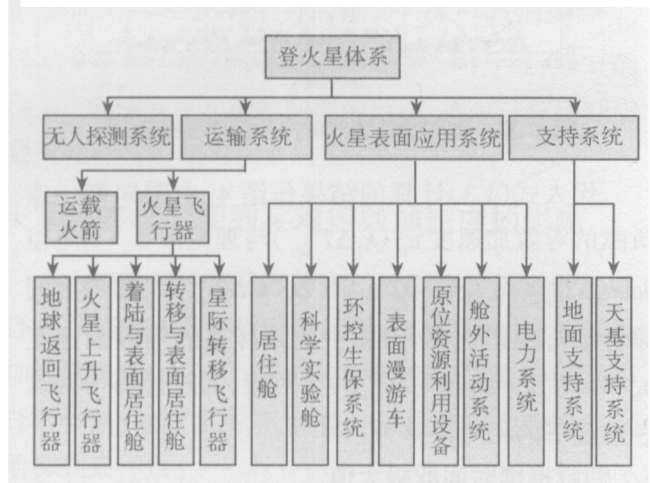 登火星体系
无人探测系统
运输系统
火星表面应用系统
支持系统
运载
火箭
火星飞
行器
地球返回飞行器
火星上升飞行器
着陆与表面居住舱
转移与表面居住舱
星际转移飞行器
居住舱
科学实验舱
环控生保系统
表面漫游车
原位资源利用设备
舱外活动系统
电力系统
地面支持系统
天基支持系统